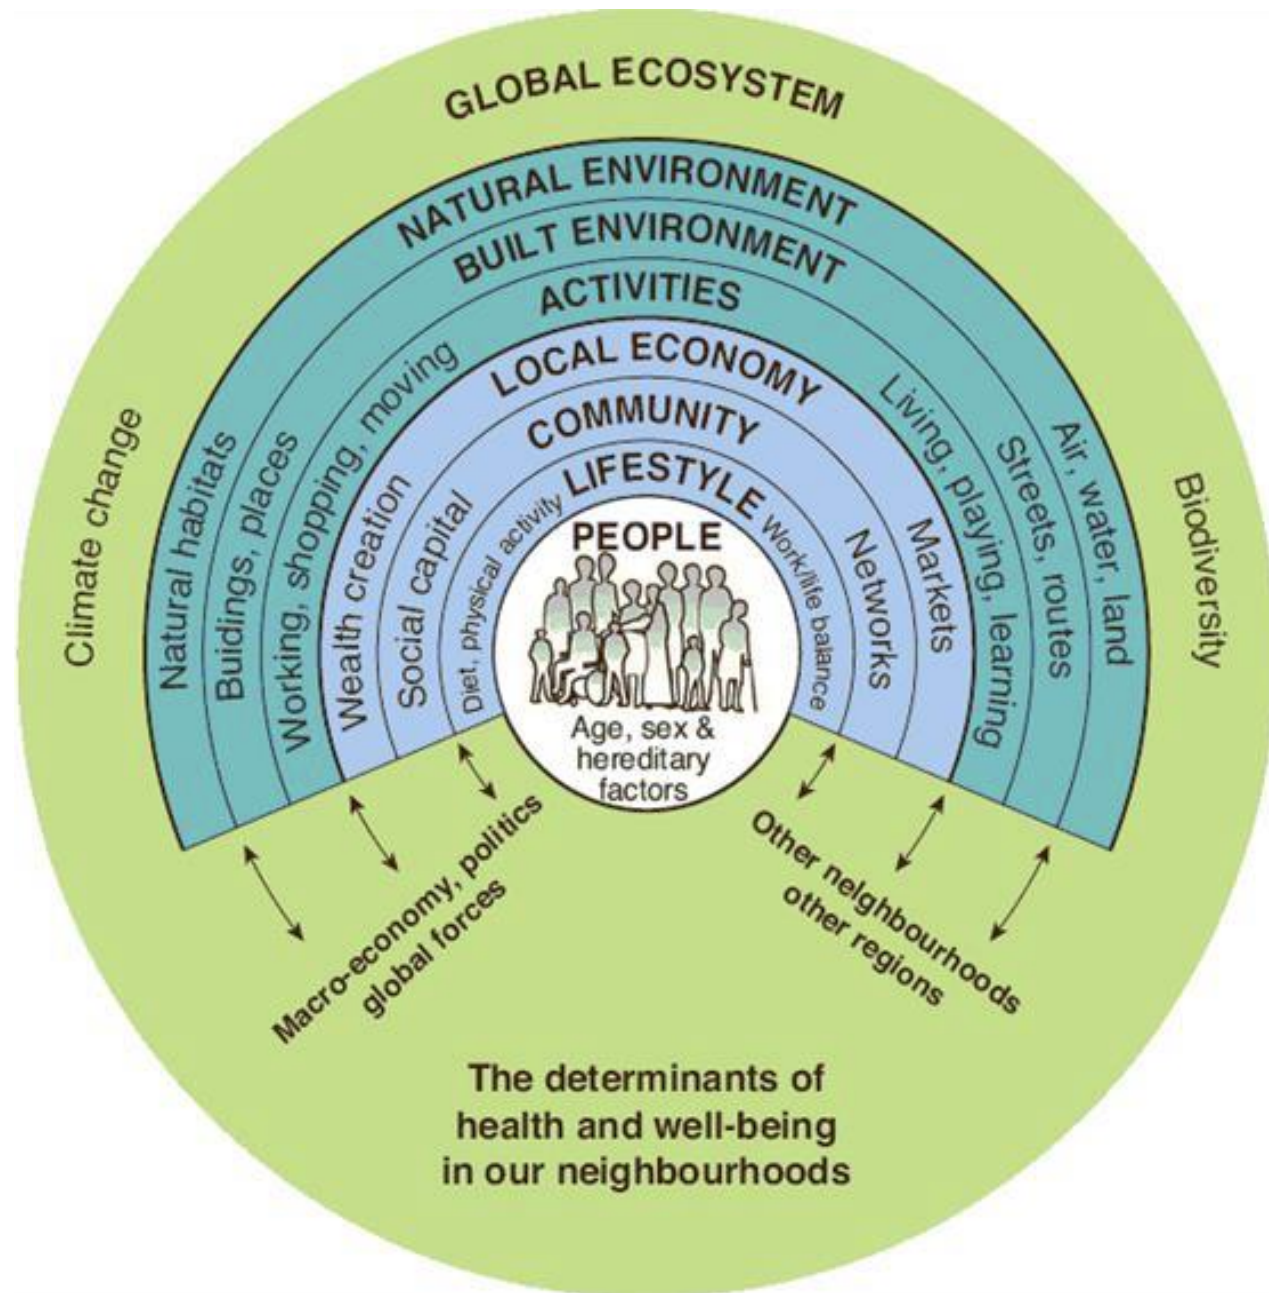 GLOBAL ECOSYSTEM
NATURAL ENVIRONMENT
BUILT ENVIRONMENT
ACTIVITIES
LOCAL ECONOMY
COMMUNITY
LIFESTYLE
PEOPLE
Age, sex &
hereditary
factors
Climate change
Natural habitats
Buidings, places
Working, shopping, moving
Wealth creation
Social capital
Diet, physical activity
Work/life balance
Networks
Markets
Living, playing, learning
Streets, routes
Air, water, land
Biodiversity
Macro-economy, politics
global forces
Other nelghbourhoods
other regions
The determinants of
health and well-being
in our neighbourhoods